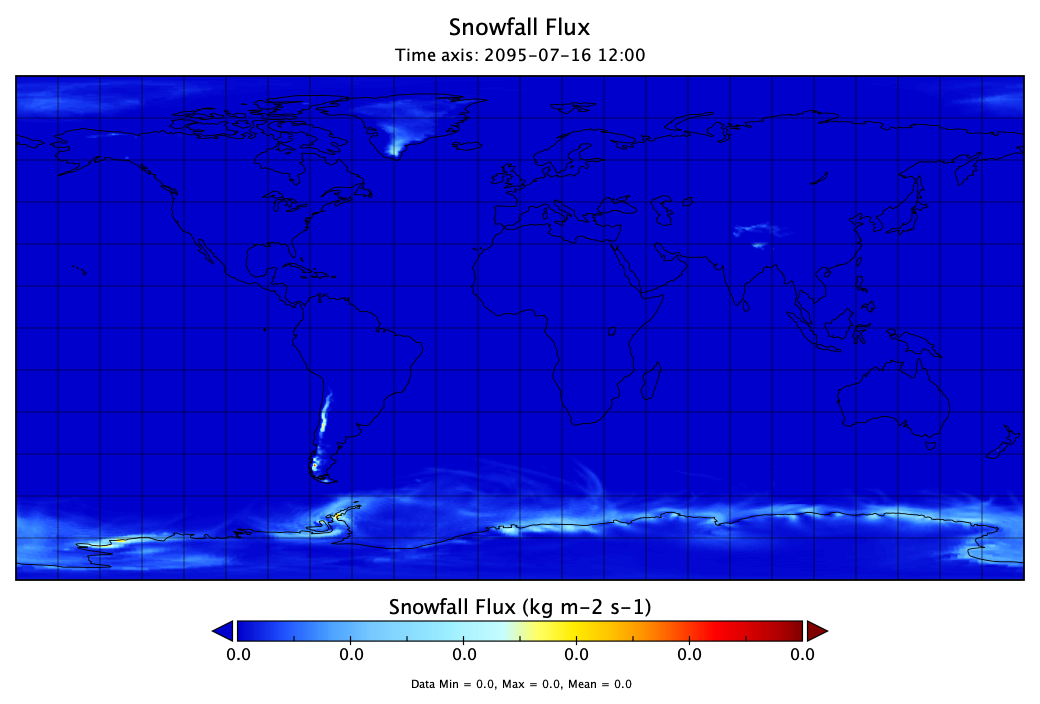 Snowfall Flux
Time axis: 2095-07-16 12:00
Snowfall Flux (kg m-2 s-1)
0.0 0.0 0.0 0.0 0.0 0.0
Data Min = 0.0, Max = 0.0, Mean = 0.0